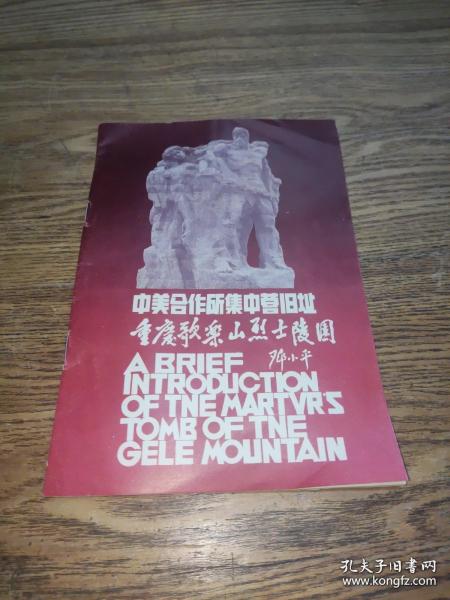 中美合作所集中营旧址
重庆歌乐山烈士陵园
邓小平
A BRIEF
INTRODUCTION
OF TNE MARTVR'S
TOMB OF TNE
GELE MOUNTAIN
孔夫子旧书网
www.kongfz.com